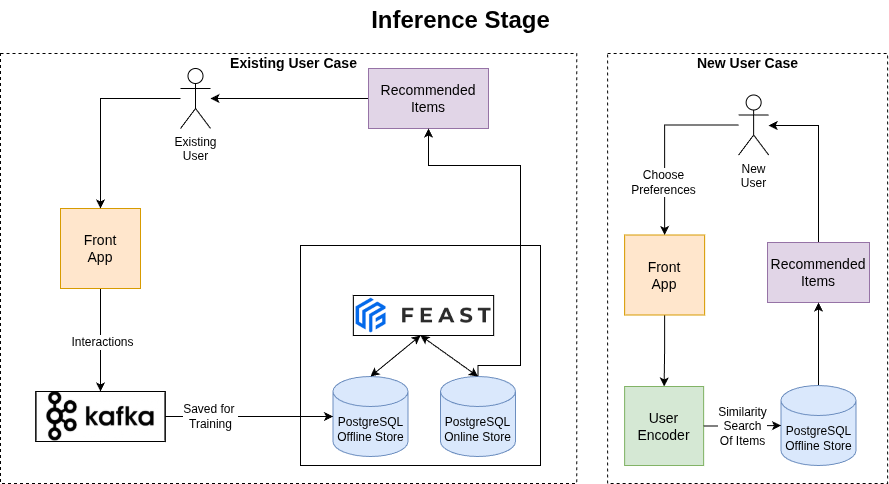 Inference Stage
Existing User Case
Recommended
Items
Existing
User
Front
App
Interactions
kafka
Saved for
Training
FEAST
PostgreSQL
Offline Store
PostgreSQL
Online Store
New User Case
New
User
Choose
Preferences
Front
App
Recommended
Items
User
Encoder
Similarity
Search
Of Items
PostgreSQL
Offline Store